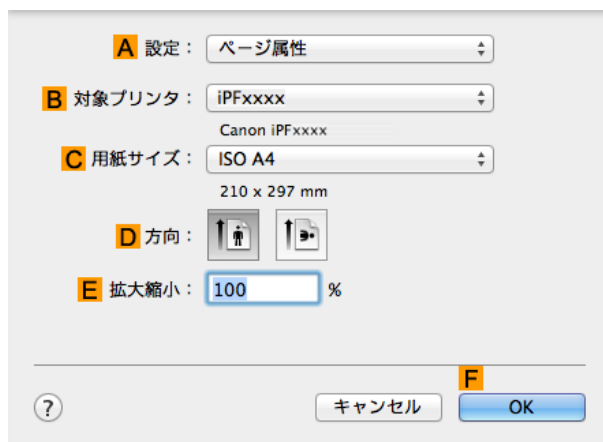 A 設定： ページ属性
B 対象プリンタ： iPFxxxx
Canon iPFxxxx
C 用紙サイズ： ISO A4
210 x 297 mm
D 方向：
E 拡大縮小： 100 %
F
? キャンセル OK